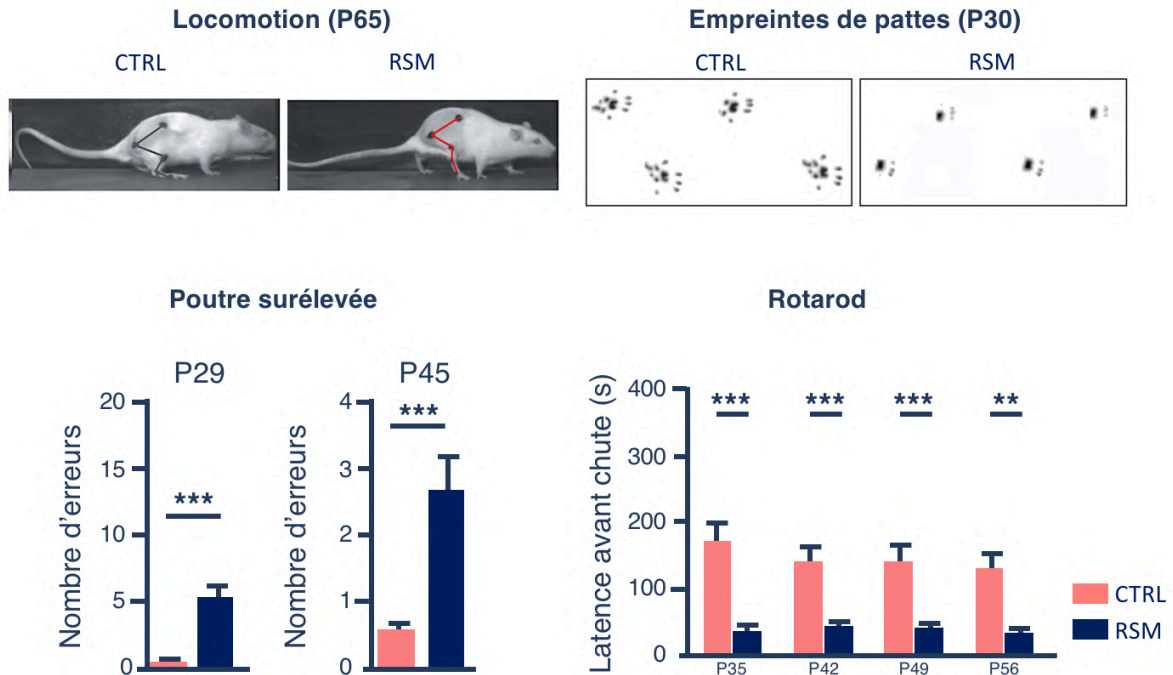 Locomotion (P65)
CTRL
RSM
Empreintes de pattes (P30)
CTRL
RSM
Poutre surélevée
P29
Nombre d'erreurs
20
15
10
5
0
***
P45
Nombre d'erreurs
4
3
2
1
0
***
Rotarod
Latence avant chute (s)
400
300
200
100
0
***
***
***
**
P35
P42
P49
P56
CTRL
RSM